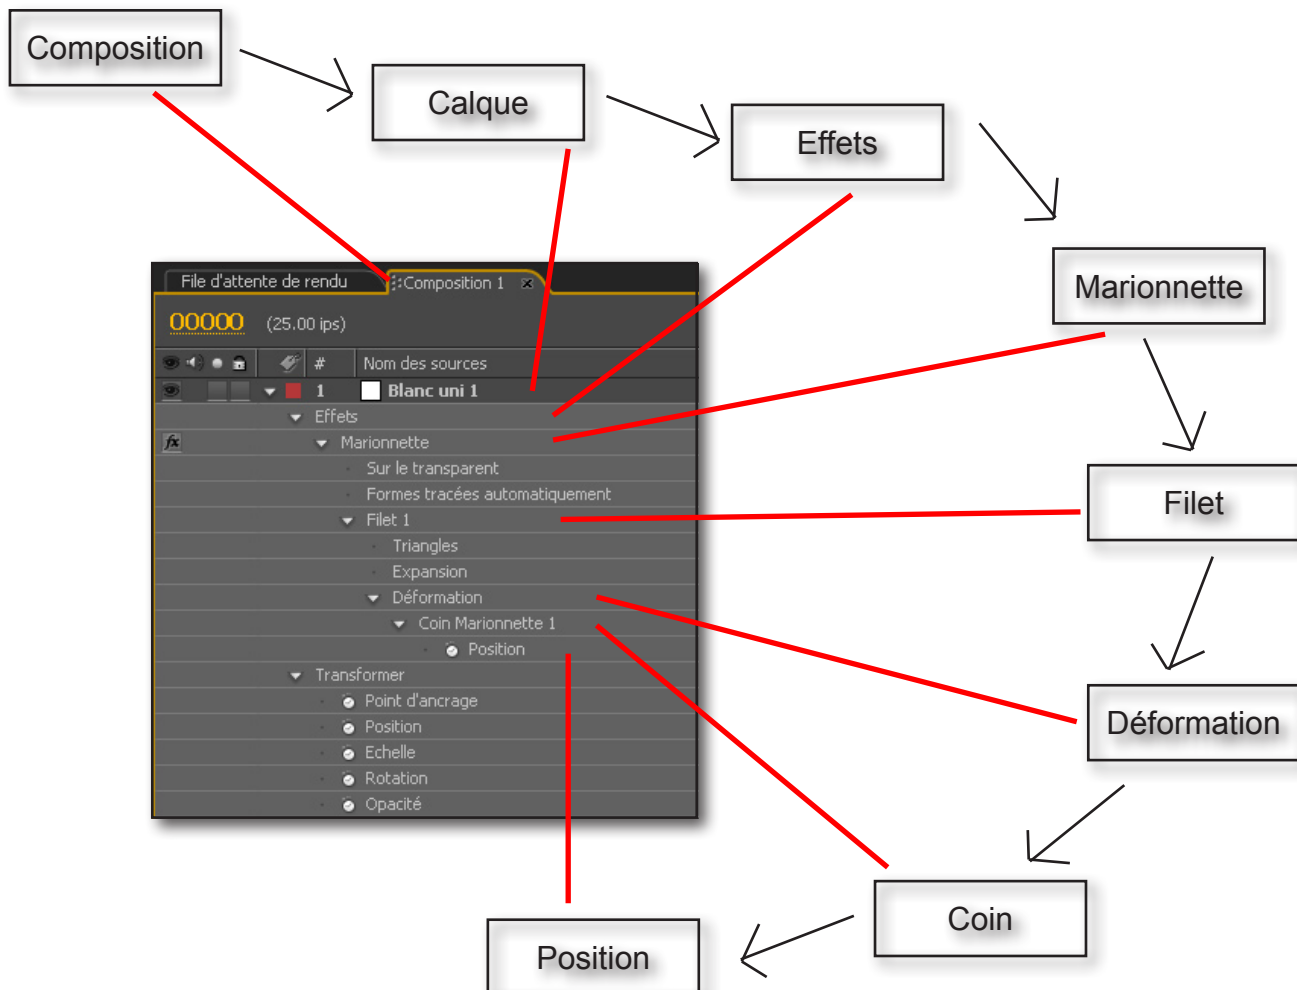 Composition
Calque
Effets
Marionnette
Filet
Déformation
Coin
Position
File d'attente de rendu
Composition 1
00000 (25.00 ips)
# Nom des sources
1 Blanc uni 1
Effets
fx Marionnette
Sur le transparent
Formes tracées automatiquement
Filet 1
Triangles
Expansion
Déformation
Coin Marionnette 1
Position
Transformer
Point d'ancrage
Position
Echelle
Rotation
Opacité